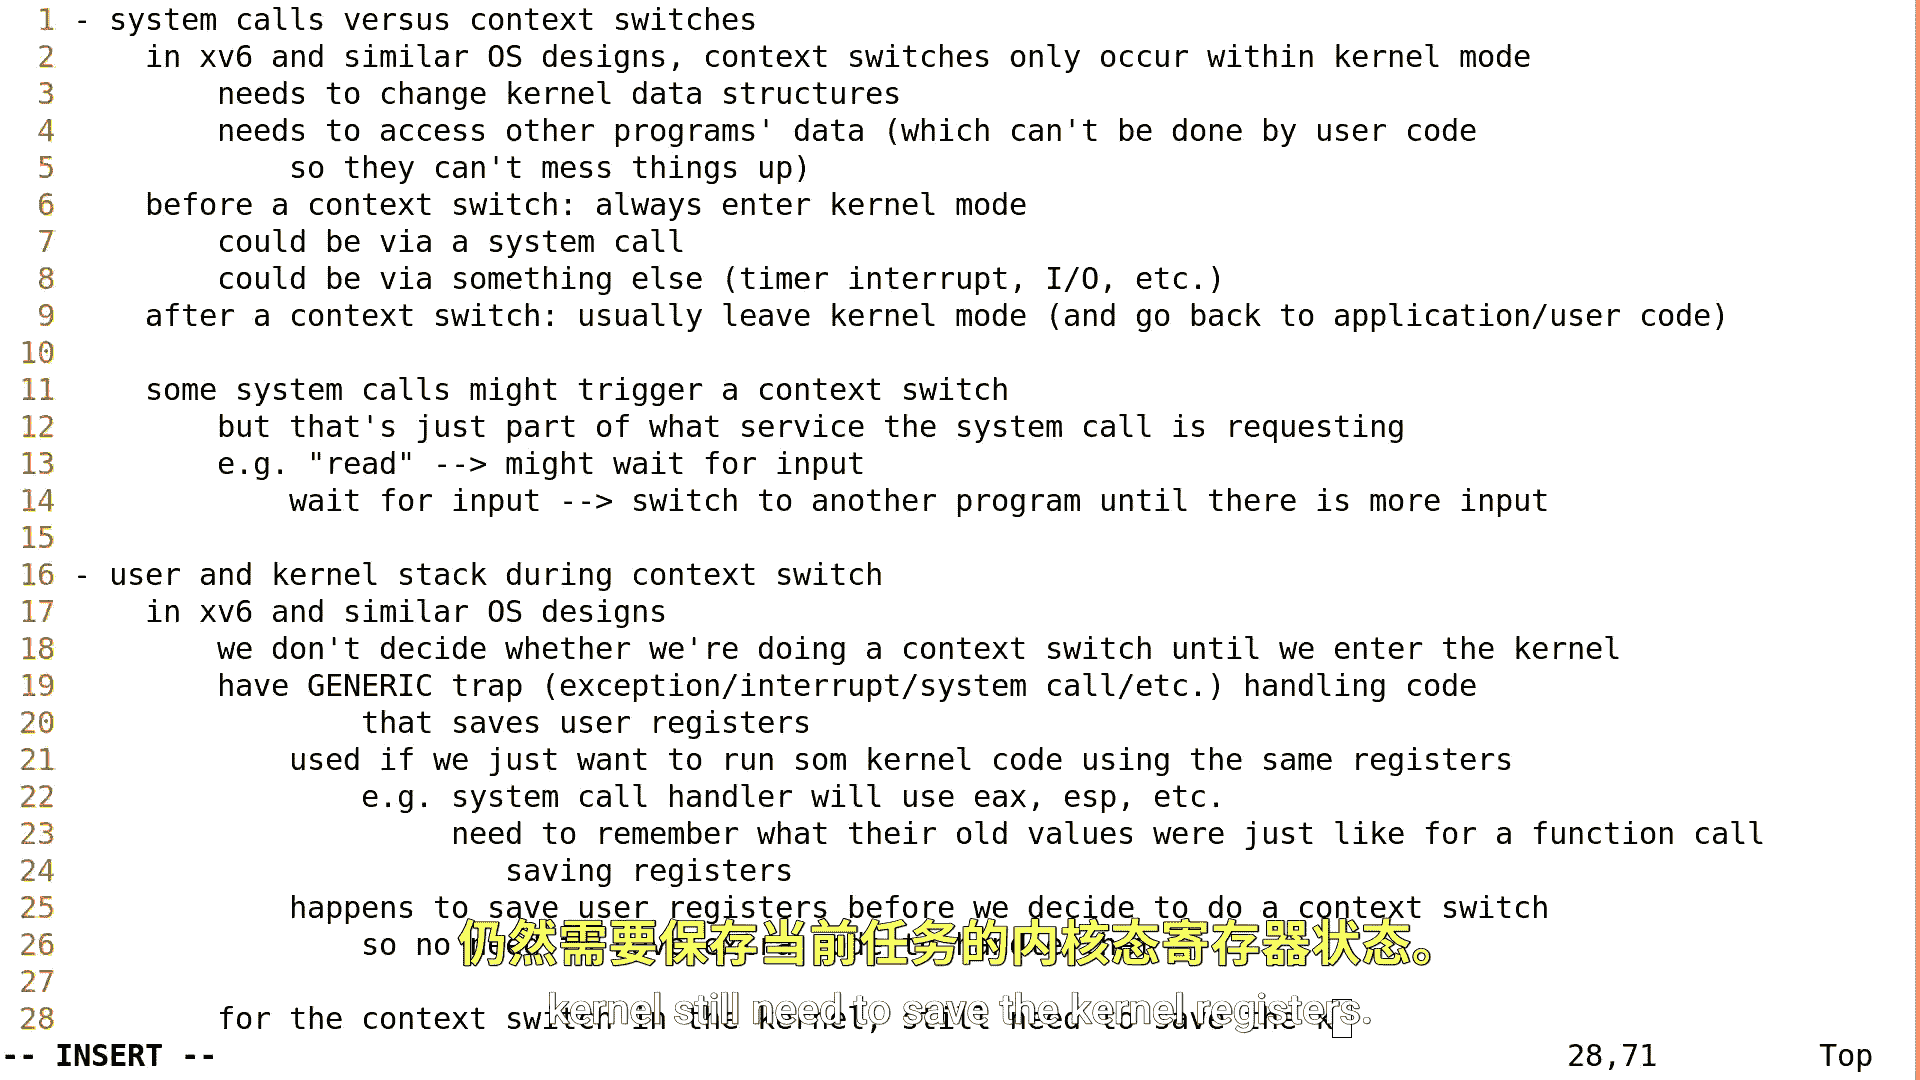 1 - system calls versus context switches
2 in xv6 and similar OS designs, context switches only occur within kernel mode
3 needs to change kernel data structures
4 needs to access other programs' data (which can't be done by user code
5 so they can't mess things up)
6 before a context switch: always enter kernel mode
7 could be via a system call
8 could be via something else (timer interrupt, I/O, etc.)
9 after a context switch: usually leave kernel mode (and go back to application/user code)
10
11 some system calls might trigger a context switch
12 but that's just part of what service the system call is requesting
13 e.g. "read" --> might wait for input
14 wait for input --> switch to another program until there is more input
15
16 - user and kernel stack during context switch
17 in xv6 and similar OS designs
18 we don't decide whether we're doing a context switch until we enter the kernel
19 have GENERIC trap (exception/interrupt/system call/etc.) handling code
20 that saves user registers
21 used if we just want to run som kernel code using the same registers
22 e.g. system call handler will use eax, esp, etc.
23 need to remember what their old values were just like for a function call
24 saving registers
25 happens to save user registers before we decide to do a context switch
26 so no
仍然需要保存当前任务的内核态寄存器状态。
27
kernel still need to save the kernel registers.
28 for the context switch in the kernel, still need to save the k
-- INSERT -- 28,71 Top